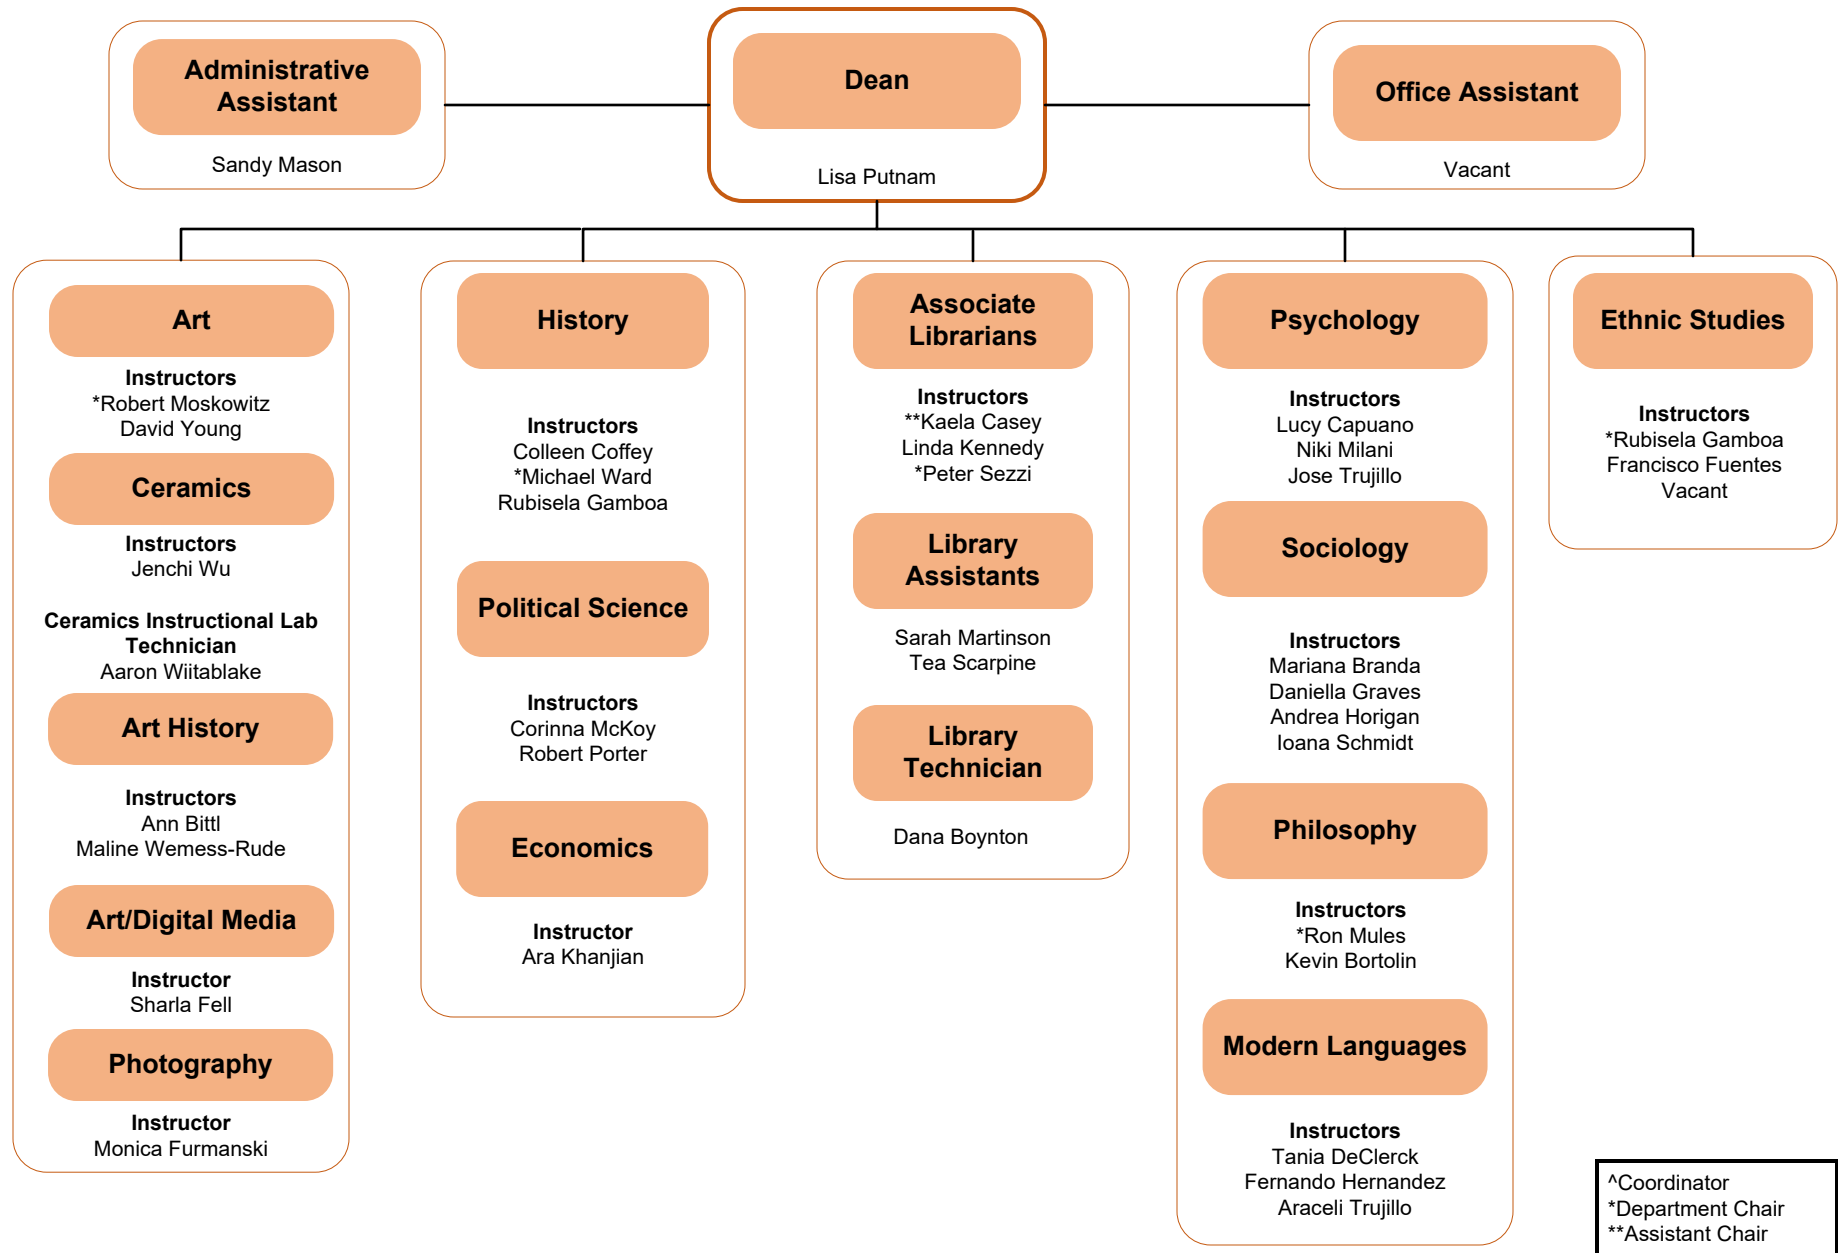 Administrative
Assistant
Sandy Mason
Dean
Lisa Putnam
Office Assistant
Vacant
Art
Instructors
*Robert Moskowitz
David Young
Ceramics
Instructors
Jenchi Wu
Ceramics Instructional Lab
Technician
Aaron Wiitablake
Art History
Instructors
Ann Bittl
Maline Wemess-Rude
Art/Digital Media
Instructor
Sharla Fell
Photography
Instructor
Monica Furmanski
History
Instructors
Colleen Coffey
*Michael Ward
Rubisela Gamboa
Political Science
Instructors
Corinna McKoy
Robert Porter
Economics
Instructor
Ara Khanjian
Associate
Librarians
Instructors
**Kaela Casey
Linda Kennedy
*Peter Sezzi
Library
Assistants
Sarah Martinson
Tea Scarpine
Library
Technician
Dana Boynton
Psychology
Instructors
Lucy Capuano
Niki Milani
Jose Trujillo
Sociology
Instructors
Mariana Branda
Daniella Graves
Andrea Horigan
Ioana Schmidt
Philosophy
Instructors
*Ron Mules
Kevin Bortolin
Modern Languages
Instructors
Tania DeClerck
Fernando Hernandez
Araceli Trujillo
Ethnic Studies
Instructors
*Rubisela Gamboa
Francisco Fuentes
Vacant
^Coordinator
*Department Chair
**Assistant Chair